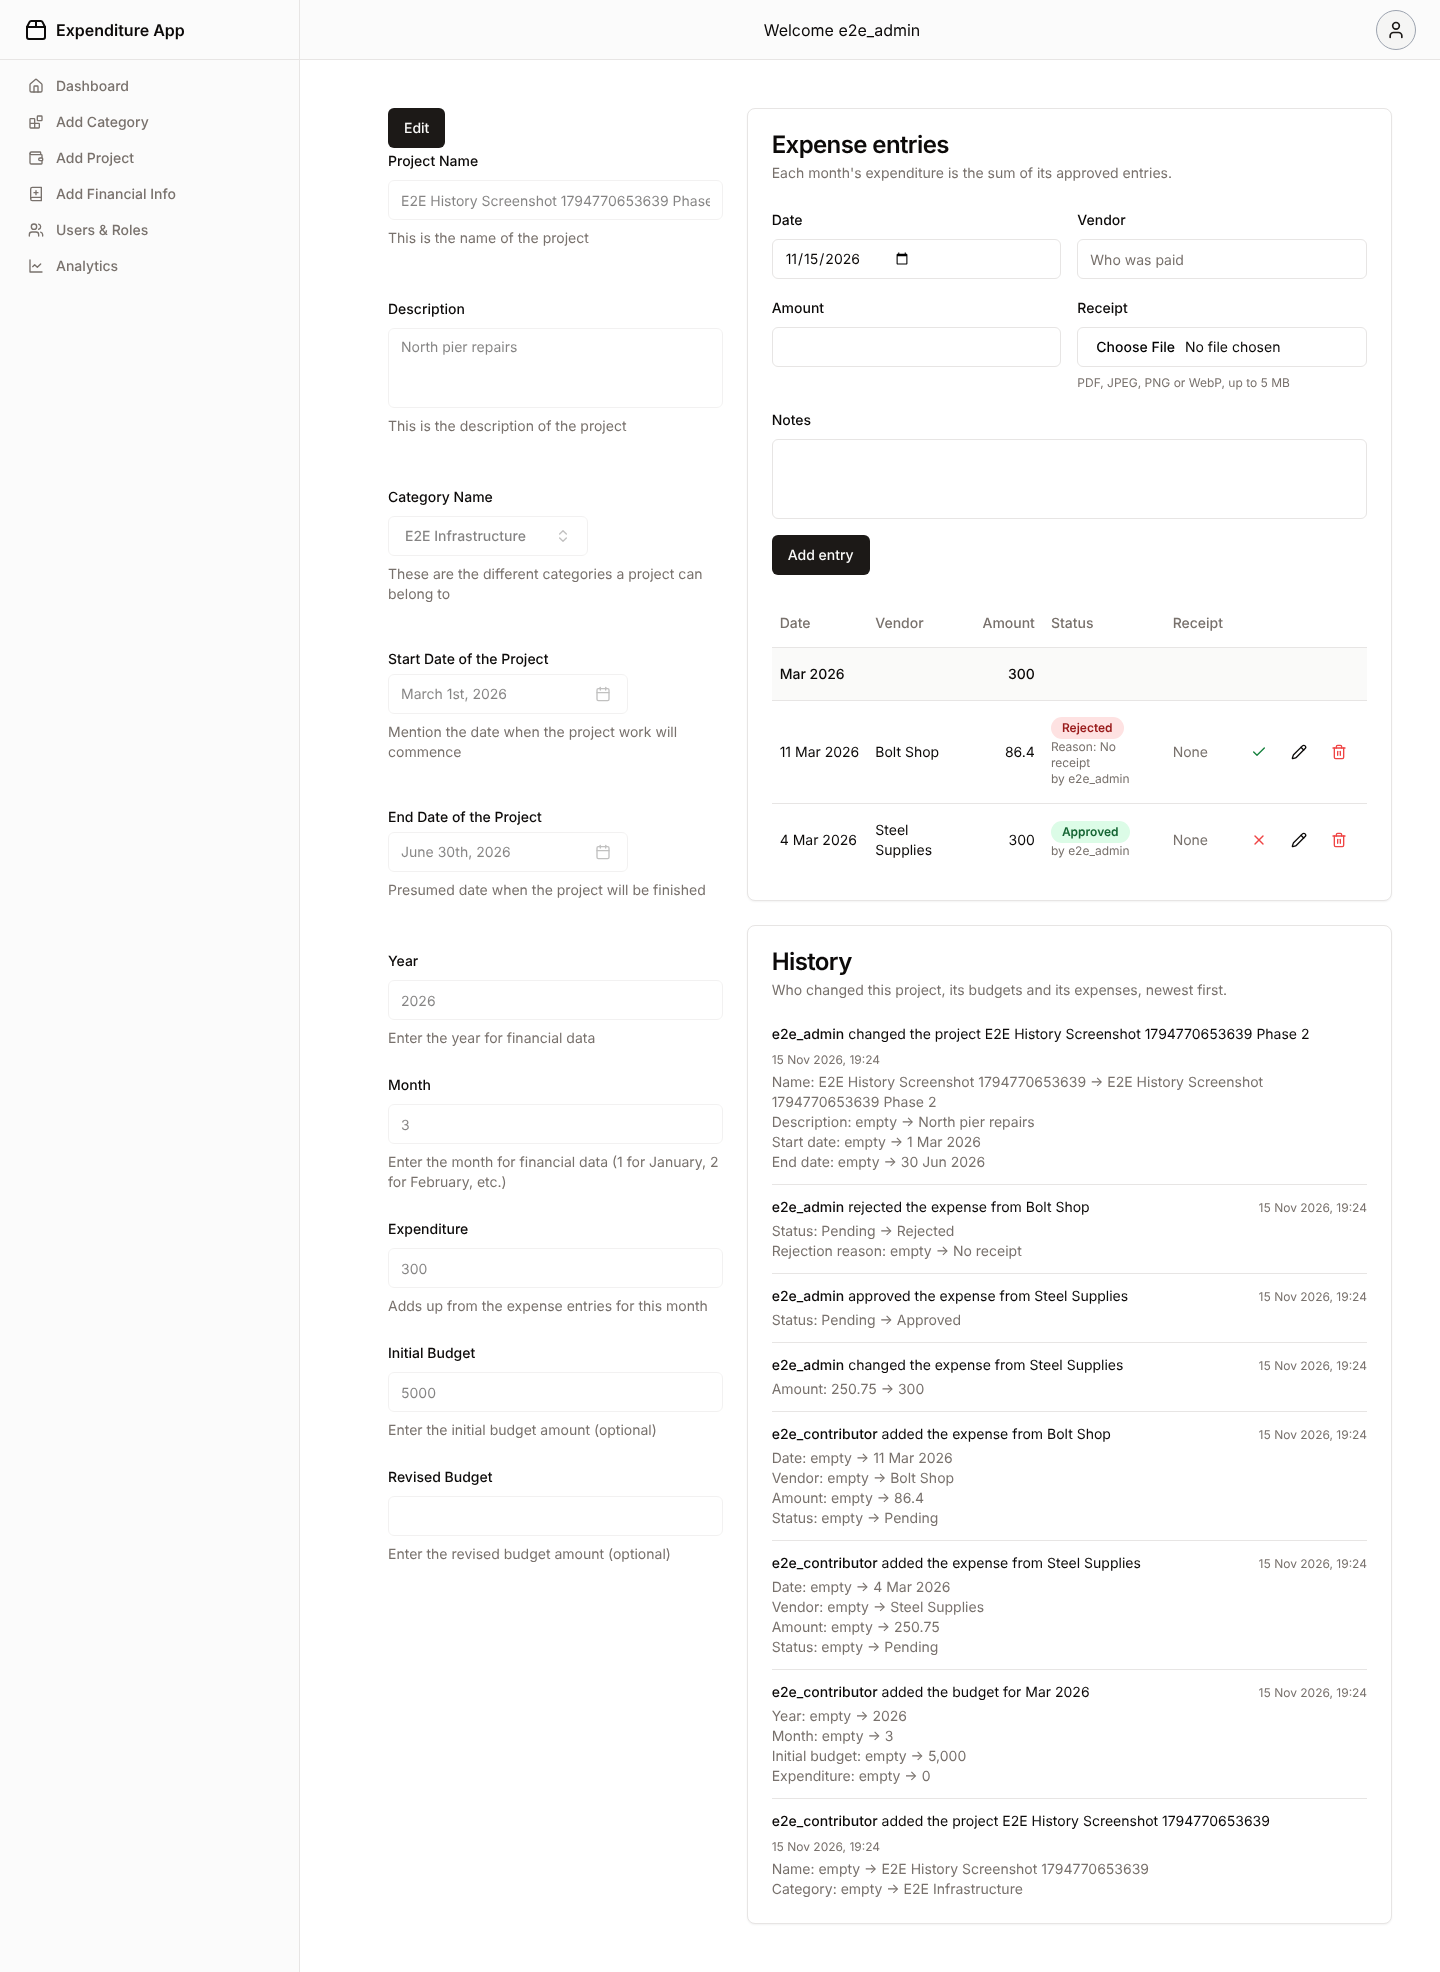 Expenditure App
Welcome e2e_admin
Dashboard
Add Category
Add Project
Add Financial Info
Users & Roles
Analytics
Edit
Project Name
E2E History Screenshot 1794770653639 Phase
This is the name of the project
Description
North pier repairs
This is the description of the project
Category Name
E2E Infrastructure
These are the different categories a project can
belong to
Start Date of the Project
March 1st, 2026
Mention the date when the project work will
commence
End Date of the Project
June 30th, 2026
Presumed date when the project will be finished
Year
2026
Enter the year for financial data
Month
3
Enter the month for financial data (1 for January, 2
for February, etc.)
Expenditure
300
Adds up from the expense entries for this month
Initial Budget
5000
Enter the initial budget amount (optional)
Revised Budget
Enter the revised budget amount (optional)
Expense entries
Each month's expenditure is the sum of its approved entries.
Date
11/15/2026
Vendor
Who was paid
Amount
Receipt
Choose File No file chosen
PDF, JPEG, PNG or WebP, up to 5 MB
Notes
Add entry
Date Vendor Amount Status Receipt
Mar 2026 300
11 Mar 2026 Bolt Shop 86.4 Rejected None
Reason: No
receipt
by e2e_admin
4 Mar 2026 Steel
Supplies 300 Approved None
by e2e_admin
History
Who changed this project, its budgets and its expenses, newest first.
e2e_admin changed the project E2E History Screenshot 1794770653639 Phase 2
15 Nov 2026, 19:24
Name: E2E History Screenshot 1794770653639 → E2E History Screenshot
1794770653639 Phase 2
Description: empty → North pier repairs
Start date: empty → 1 Mar 2026
End date: empty → 30 Jun 2026
e2e_admin rejected the expense from Bolt Shop 15 Nov 2026, 19:24
Status: Pending → Rejected
Rejection reason: empty → No receipt
e2e_admin approved the expense from Steel Supplies 15 Nov 2026, 19:24
Status: Pending → Approved
e2e_admin changed the expense from Steel Supplies 15 Nov 2026, 19:24
Amount: 250.75 → 300
e2e_contributor added the expense from Bolt Shop 15 Nov 2026, 19:24
Date: empty → 11 Mar 2026
Vendor: empty → Bolt Shop
Amount: empty → 86.4
Status: empty → Pending
e2e_contributor added the expense from Steel Supplies 15 Nov 2026, 19:24
Date: empty → 4 Mar 2026
Vendor: empty → Steel Supplies
Amount: empty → 250.75
Status: empty → Pending
e2e_contributor added the budget for Mar 2026 15 Nov 2026, 19:24
Year: empty → 2026
Month: empty → 3
Initial budget: empty → 5,000
Expenditure: empty → 0
e2e_contributor added the project E2E History Screenshot 1794770653639
15 Nov 2026, 19:24
Name: empty → E2E History Screenshot 1794770653639
Category: empty → E2E Infrastructure